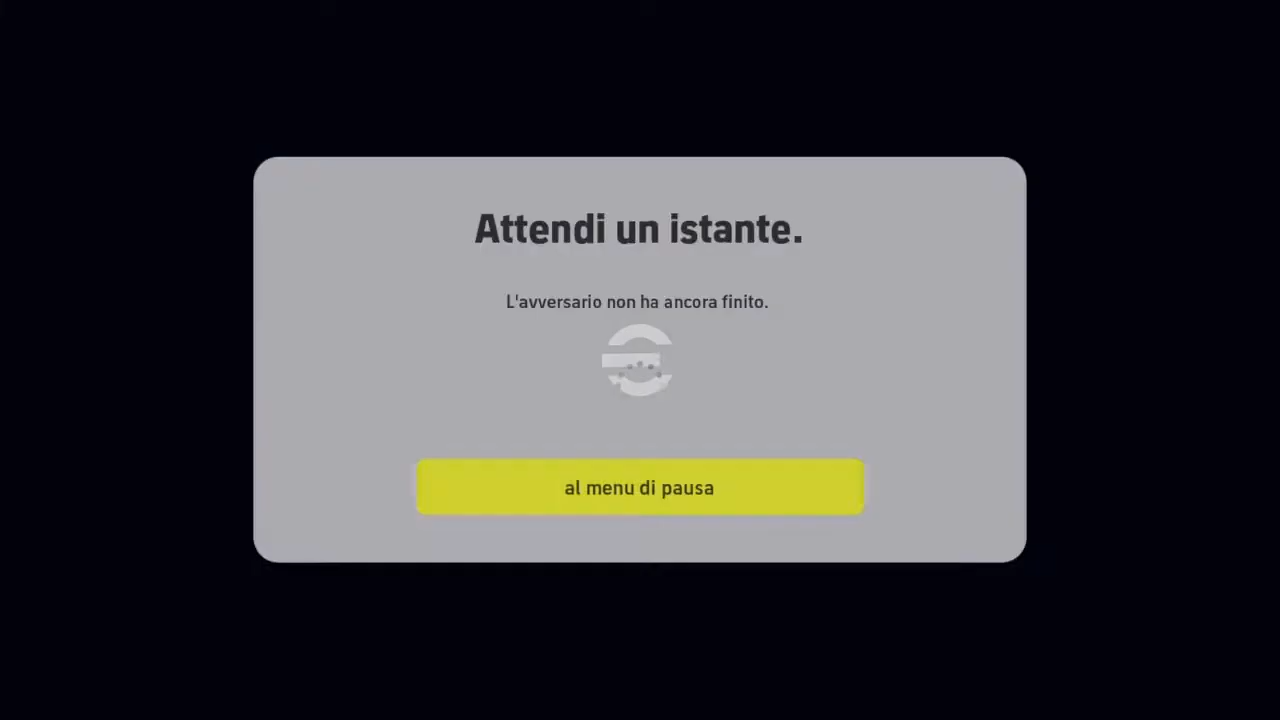 Attendi un istante.
L'avversario non ha ancora finito.
al menu di pausa